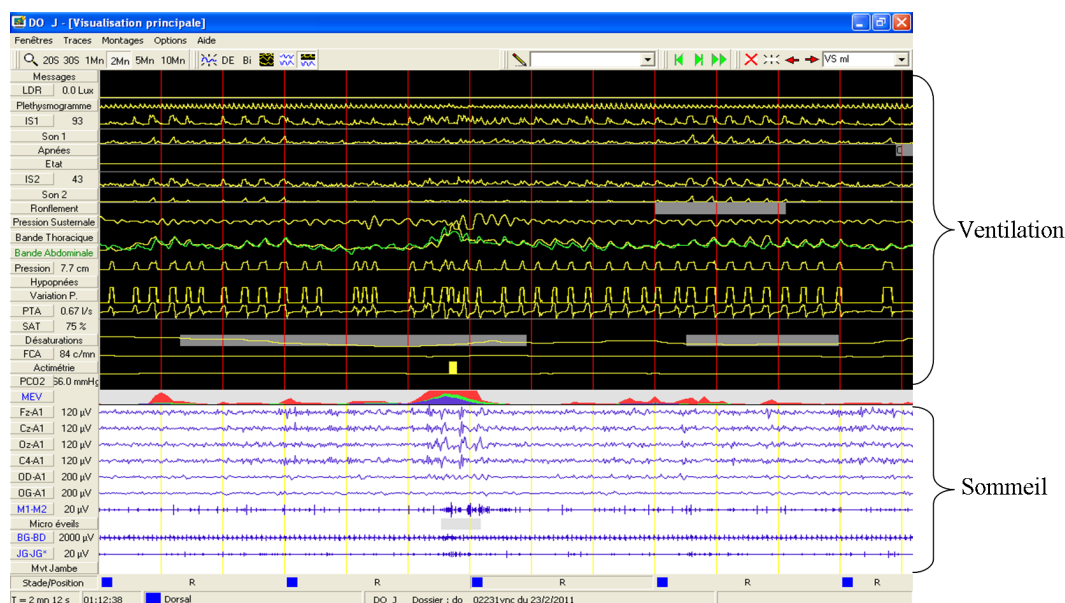 DO J - [Visualisation principale]
Fenêtres Traces Montages Options Aide
20S 30S 1Mn 2Mn 5Mn 10Mn DE Bi VS ml
Messages
LDR 0.0 Lux
Plethysmogramme
IS1 93
Son 1
Apnées
Etat
IS2 43
Son 2
Ronflement
Pression Susternale
Bande Thoracique
Bande Abdominale
Pression 7.7 cm
Hypopnées
Variation P.
PTA 0.67 l/s
SAT 75 %
Désaturations
FCA 84 c/mn
Actimétrie
PCO2 56.0 mmHg
MEV
Fz-A1 120 µV
Cz-A1 120 µV
Oz-A1 120 µV
C4-A1 120 µV
OD-A1 200 µV
OG-A1 200 µV
M1-M2 20 µV
Micro éveils
BG-BD 2000 µV
JG-JG* 20 µV
Mvt Jambe
Stade/Position R R R R R
T = 2 mn 12 s 01:12:38 Dorsal DO J Dossier : do 02231vnc du 23/2/2011
Ventilation
Sommeil